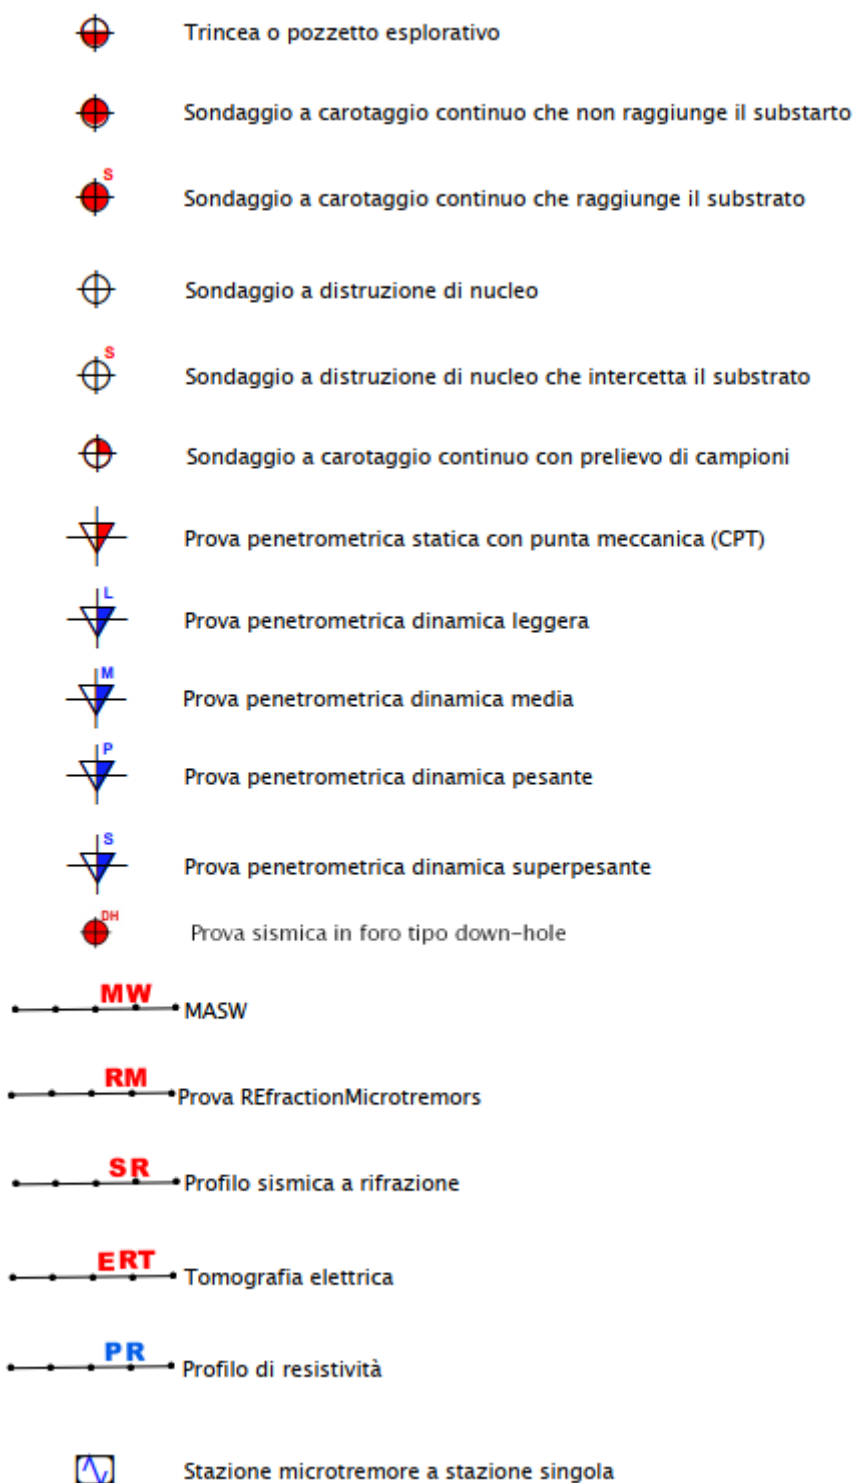 Trincea o pozzetto esplorativo
Sondaggio a carotaggio continuo che non raggiunge il substarto
S
Sondaggio a carotaggio continuo che raggiunge il substrato
Sondaggio a distruzione di nucleo
S
Sondaggio a distruzione di nucleo che intercetta il substrato
Sondaggio a carotaggio continuo con prelievo di campioni
Prova penetrometrica statica con punta meccanica (CPT)
L
Prova penetrometrica dinamica leggera
M
Prova penetrometrica dinamica media
P
Prova penetrometrica dinamica pesante
S
Prova penetrometrica dinamica superpesante
DH
Prova sismica in foro tipo down-hole
MW
MASW
RM
Prova REfractionMicrotremors
SR
Profilo sismica a rifrazione
ERT
Tomografia elettrica
PR
Profilo di resistività
Stazione microtremore a stazione singola